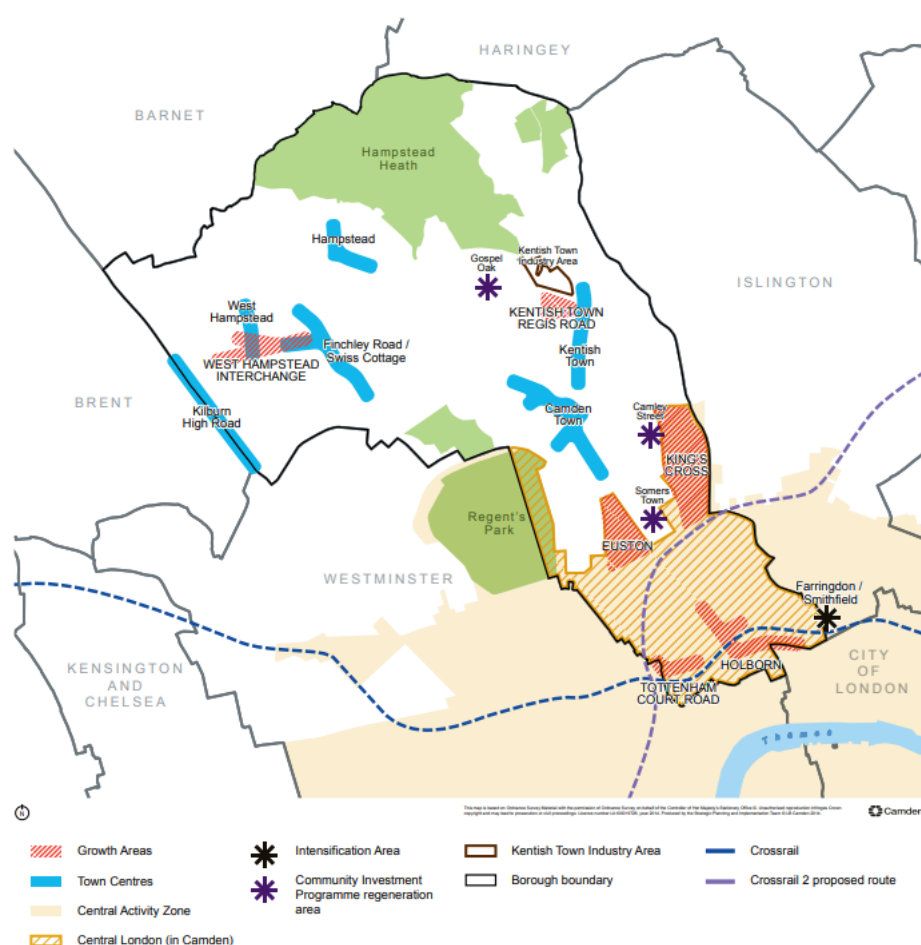 HARINGEY
BARNET
Hampstead
Heath
Hampstead
Gospel
Oak
Kentish Town
Industry Area
ISLINGTON
West
Hampstead
KENTISH TOWN
REGIS ROAD
Finchley Road /
Swiss Cottage
Kentish
Town
WEST HAMPSTEAD
INTERCHANGE
BRENT
Kilburn
High Road
Camden
Town
Camley
Street
KING'S
CROSS
Somers
Town
Regent's
Park
EUSTON
WESTMINSTER
Farringdon /
Smithfield
KENSINGTON
AND
CHELSEA
HOLBORN
CITY
OF
LONDON
TOTTENHAM
COURT ROAD
Thames
N
Camden
Growth Areas
Town Centres
Central Activity Zone
Central London (in Camden)
Intensification Area
Community Investment
Programme regeneration
area
Kentish Town Industry Area
Borough boundary
Crossrail
Crossrail 2 proposed route